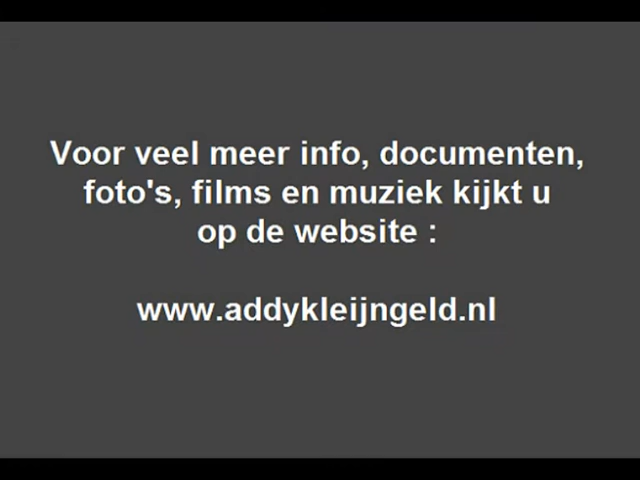 Voor veel meer info, documenten,
foto's, films en muziek kijkt u
op de website :
www.addykleijngeld.nl